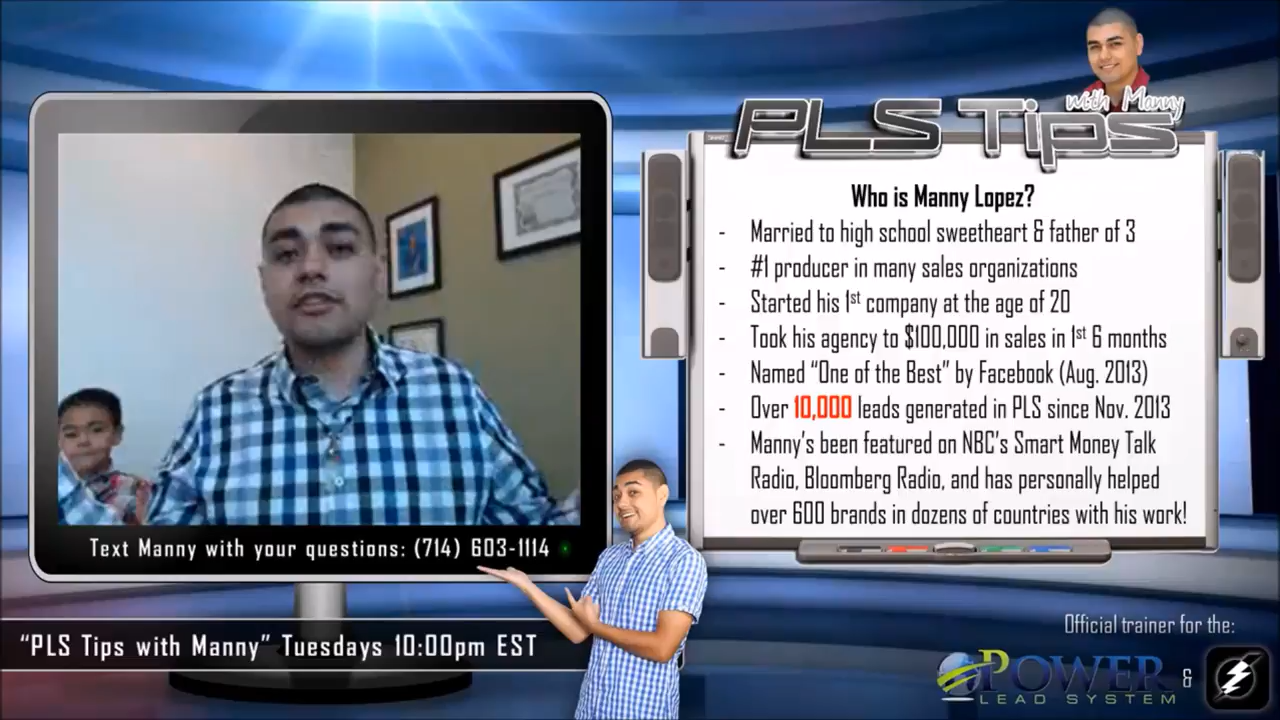 PLS Tips
with Manny
Who is Manny Lopez?
- Married to high school sweetheart & father of 3
- #1 producer in many sales organizations
- Started his 1st company at the age of 20
- Took his agency to $100,000 in sales in 1st 6 months
- Named “One of the Best” by Facebook (Aug. 2013)
- Over 10,000 leads generated in PLS since Nov. 2013
- Manny's been featured on NBC's Smart Money Talk
Radio, Bloomberg Radio, and has personally helped
over 600 brands in dozens of countries with his work!
Text Manny with your questions: (714) 603-1114
“PLS Tips with Manny” Tuesdays 10:00pm EST
Official trainer for the:
POWER
LEAD SYSTEM
&